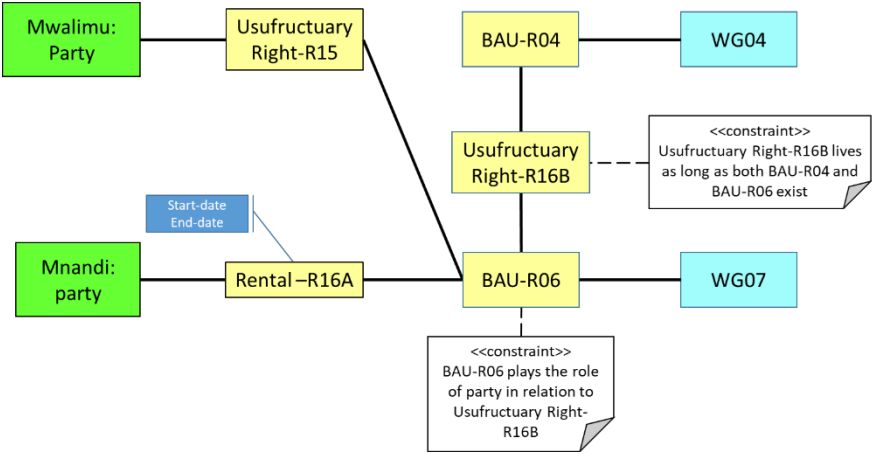 Mwalimu:
Party
Usufructuary
Right-R15
BAU-R04
WG04
Usufructuary
Right-R16B
<<constraint>>
Usufructuary Right-R16B lives
as long as both BAU-R04 and
BAU-R06 exist
Start-date
End-date
Mnandi:
party
Rental –R16A
BAU-R06
WG07
<<constraint>>
BAU-R06 plays the role
of party in relation to
Usufructuary Right-
R16B